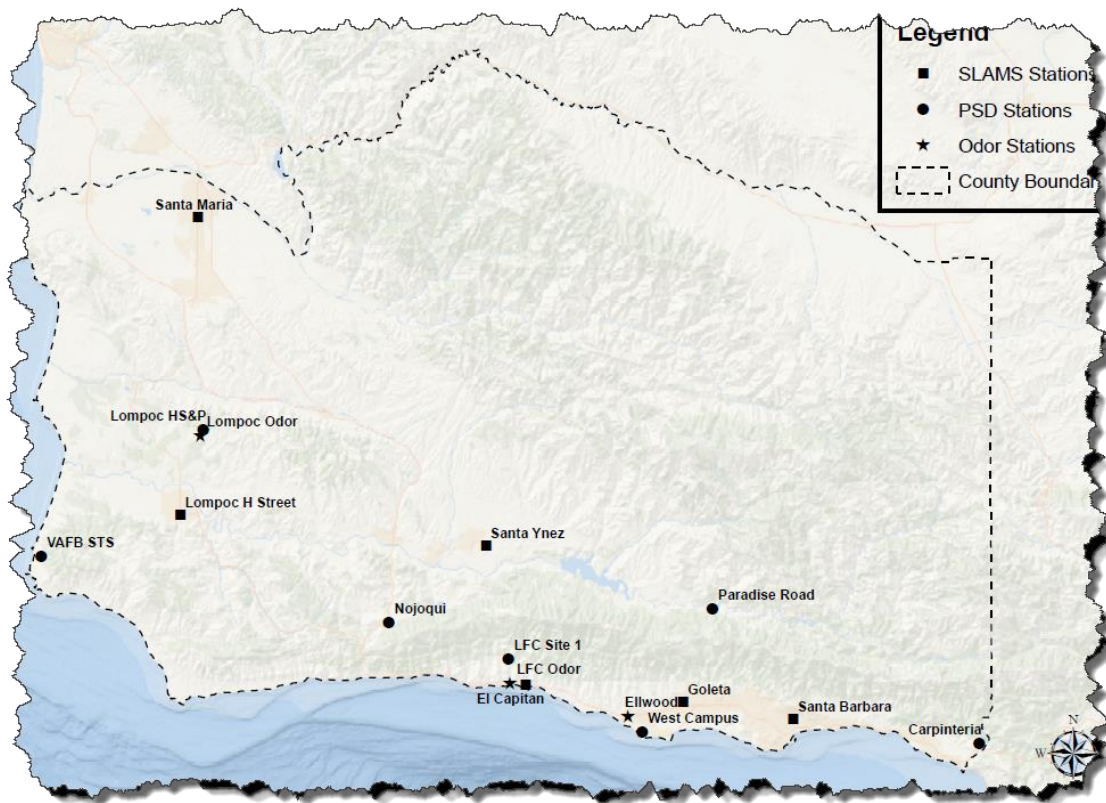 Legend
SLAMS Stations
PSD Stations
Odor Stations
County Boundar
Santa Maria
Lompoc HS&P
Lompoc Odor
Lompoc H Street
VAFB STS
Santa Ynez
Nojoqui
Paradise Road
LFC Site 1
LFC Odor
El Capitan
Ellwood
Goleta
West Campus
Santa Barbara
Carpinteria
N
W